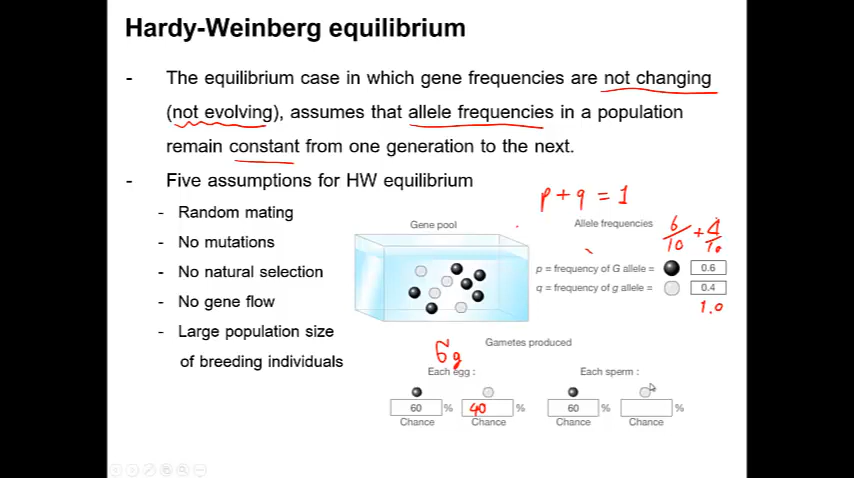 Hardy-Weinberg equilibrium
- The equilibrium case in which gene frequencies are not changing
(not evolving), assumes that allele frequencies in a population
remain constant from one generation to the next.
- Five assumptions for HW equilibrium
- Random mating
- No mutations
- No natural selection
- No gene flow
- Large population size
of breeding individuals
p + q = 1
Gene pool
Allele frequencies
6/10 + 4/10
p = frequency of G allele = 0.6
q = frequency of g allele = 0.4
1.0
Gametes produced
Gg
Each egg :
Each sperm :
60 % 40 % 60 % %
Chance Chance Chance Chance